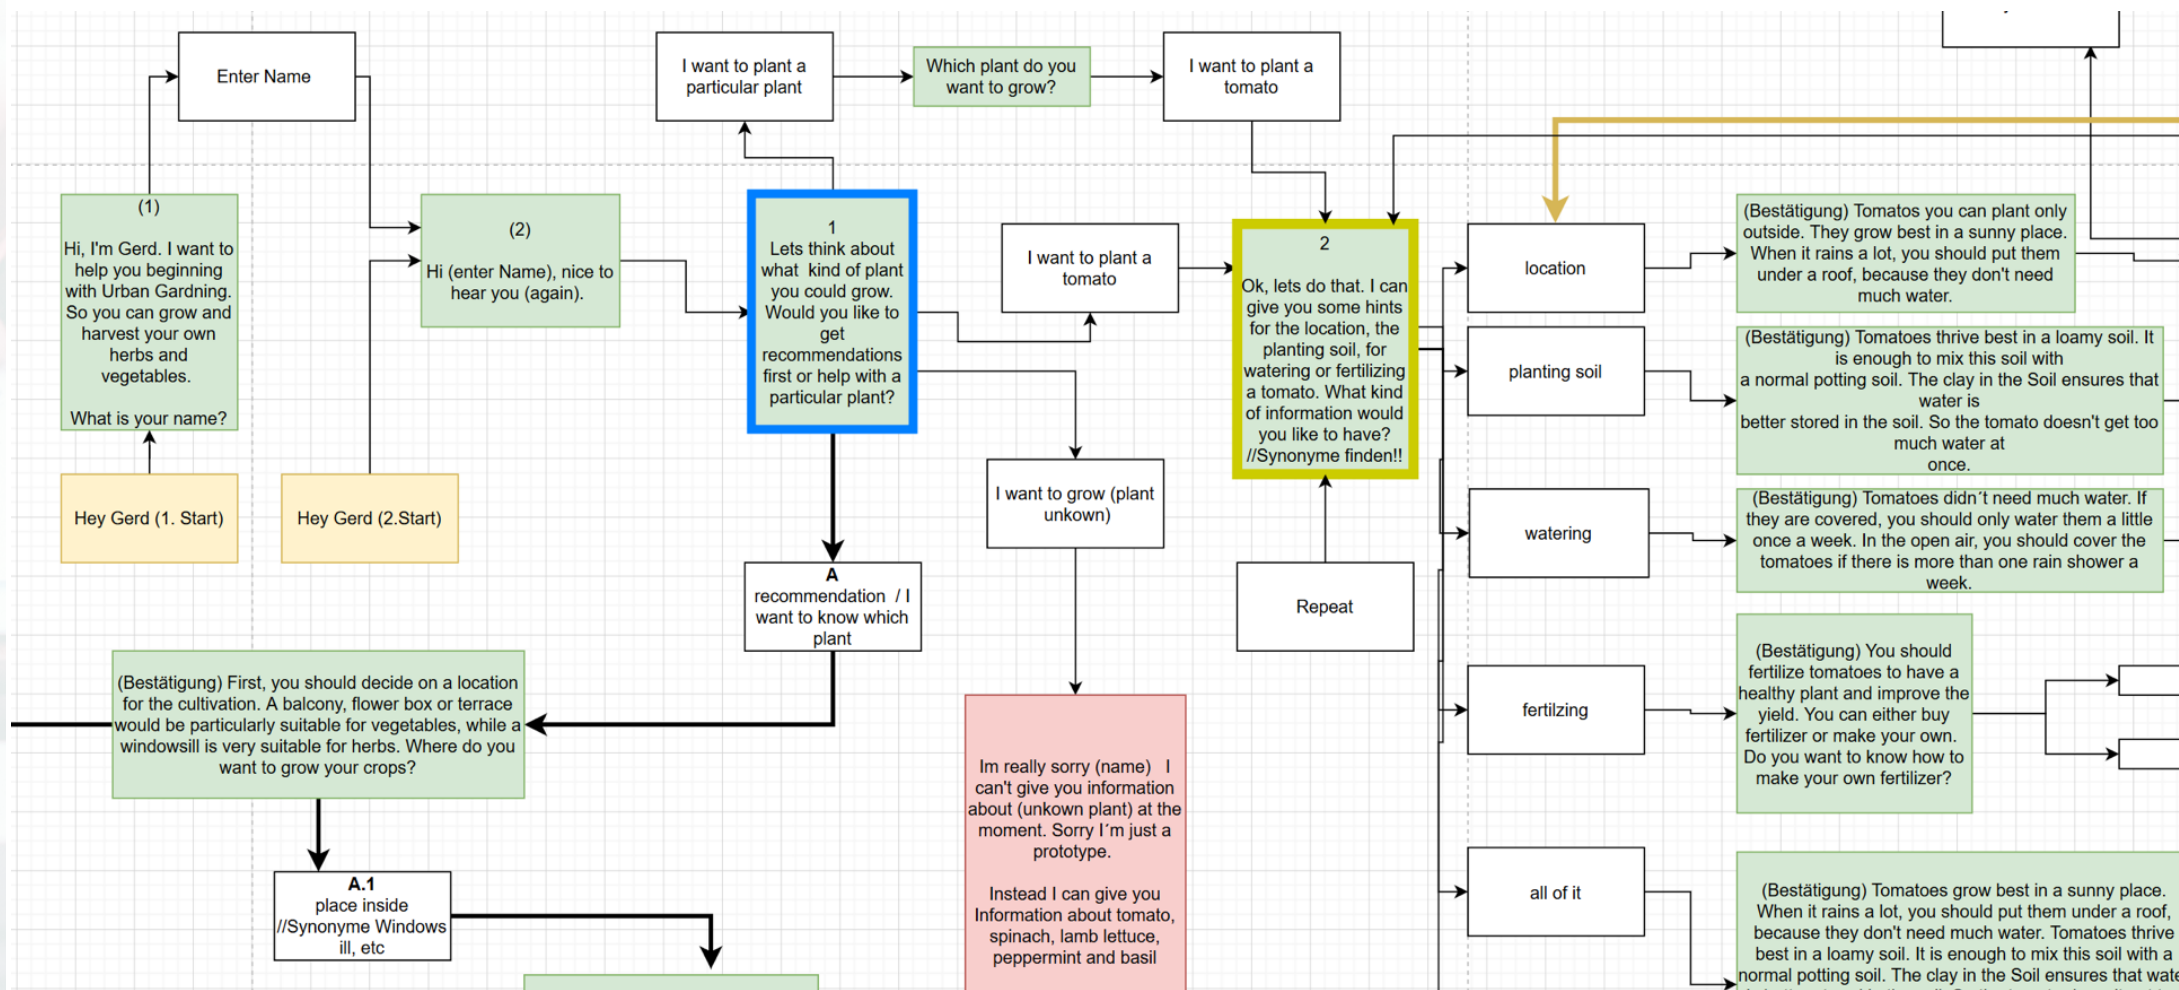 Enter Name
I want to plant a
particular plant
Which plant do you
want to grow?
I want to plant a
tomato
(1)
Hi, I'm Gerd. I want to
help you beginning
with Urban Gardning.
So you can grow and
harvest your own
herbs and
vegetables.
What is your name?
(2)
Hi (enter Name), nice to
hear you (again).
1
Lets think about
what kind of plant
you could grow.
Would you like to
get
recommendations
first or help with a
particular plant?
I want to plant a
tomato
2
Ok, lets do that. I can
give you some hints
for the location, the
planting soil, for
watering or fertilizing
a tomato. What kind
of information would
you like to have?
//Synonyme finden!!
location
(Bestätigung) Tomatos you can plant only
outside. They grow best in a sunny place.
When it rains a lot, you should put them
under a roof, because they don't need
much water.
planting soil
(Bestätigung) Tomatoes thrive best in a loamy soil. It
is enough to mix this soil with
a normal potting soil. The clay in the Soil ensures that
water is
better stored in the soil. So the tomato doesn't get too
much water at
once.
Hey Gerd (1. Start)
Hey Gerd (2.Start)
I want to grow (plant
unkown)
watering
(Bestätigung) Tomatoes didn´t need much water. If
they are covered, you should only water them a little
once a week. In the open air, you should cover the
tomatoes if there is more than one rain shower a
week.
A
recommendation / I
want to know which
plant
Repeat
(Bestätigung) First, you should decide on a location
for the cultivation. A balcony, flower box or terrace
would be particularly suitable for vegetables, while a
windowsill is very suitable for herbs. Where do you
want to grow your crops?
fertilzing
(Bestätigung) You should
fertilize tomatoes to have a
healthy plant and improve the
yield. You can either buy
fertilizer or make your own.
Do you want to know how to
make your own fertilizer?
Im really sorry (name) I
can't give you information
about (unkown plant) at the
moment. Sorry I´m just a
prototype.
Instead I can give you
Information about tomato,
spinach, lamb lettuce,
peppermint and basil
A.1
place inside
//Synonyme Windows
ill, etc
all of it
(Bestätigung) Tomatoes grow best in a sunny place.
When it rains a lot, you should put them under a roof,
because they don't need much water. Tomatoes thrive
best in a loamy soil. It is enough to mix this soil with a
normal potting soil. The clay in the Soil ensures that